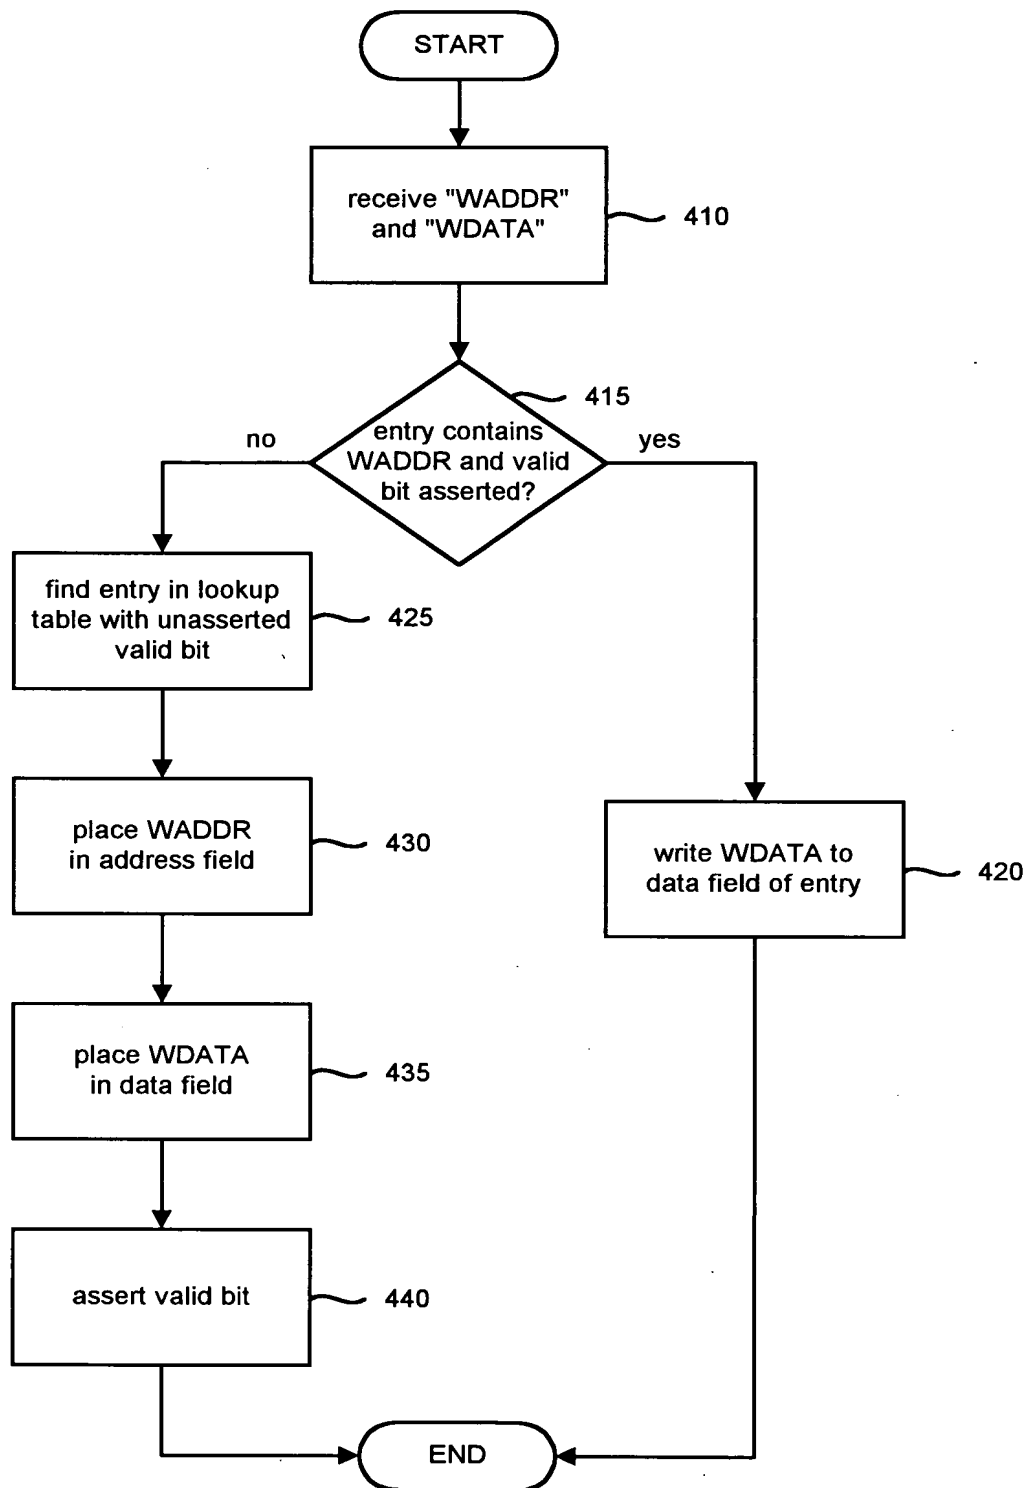 START
receive "WADDR"
and "WDATA"
410
415
entry contains
WADDR and valid
bit asserted?
no
yes
find entry in lookup
table with unasserted
valid bit
425
place WADDR
in address field
430
write WDATA to
data field of entry
420
place WDATA
in data field
435
assert valid bit
440
END